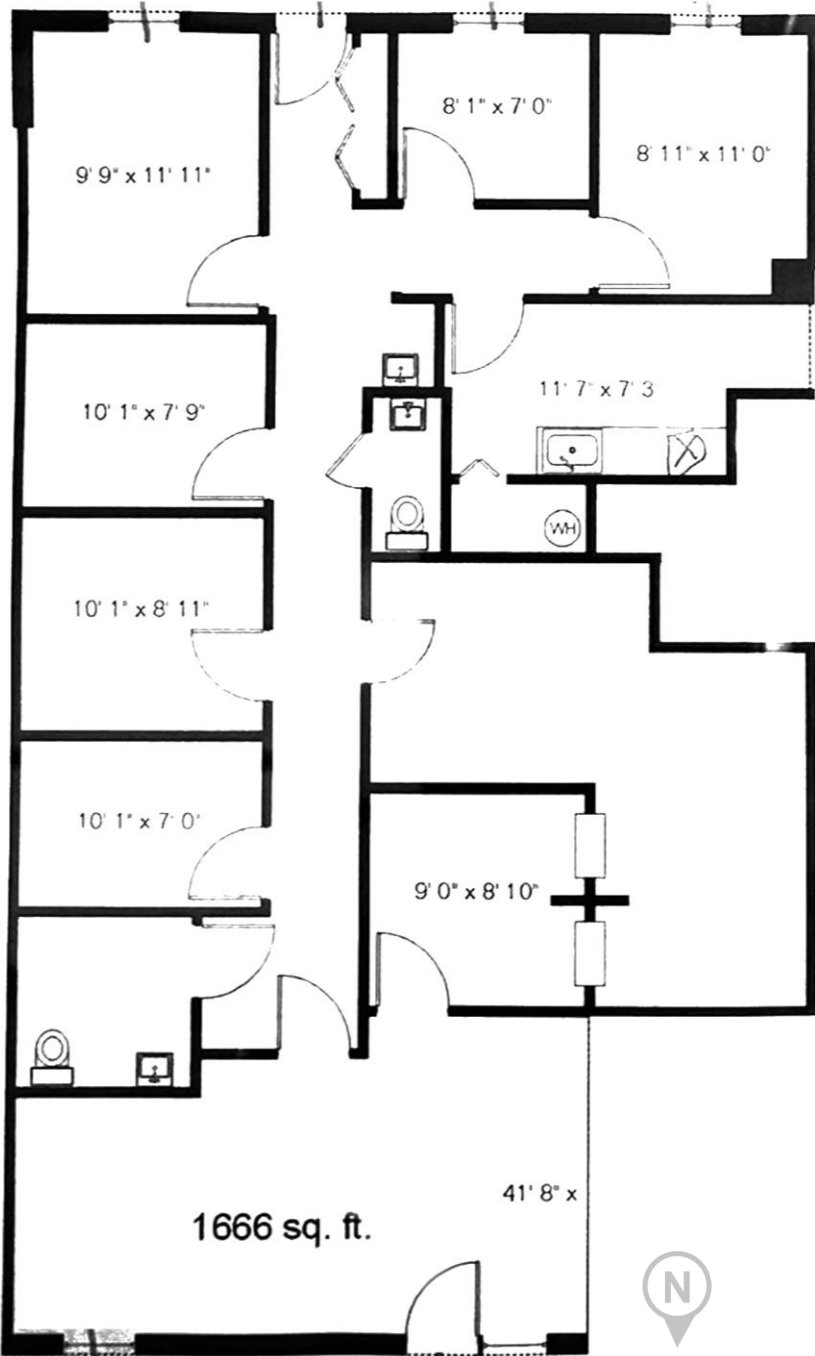 8' 1" x 7' 0"
9' 9" x 11' 11"
8' 11" x 11' 0"
11' 7" x 7' 3
10' 1" x 7' 9"
WH
10' 1" x 8' 11"
10' 1" x 7' 0'
9' 0" x 8' 10"
41' 8" x
1666 sq. ft.
N